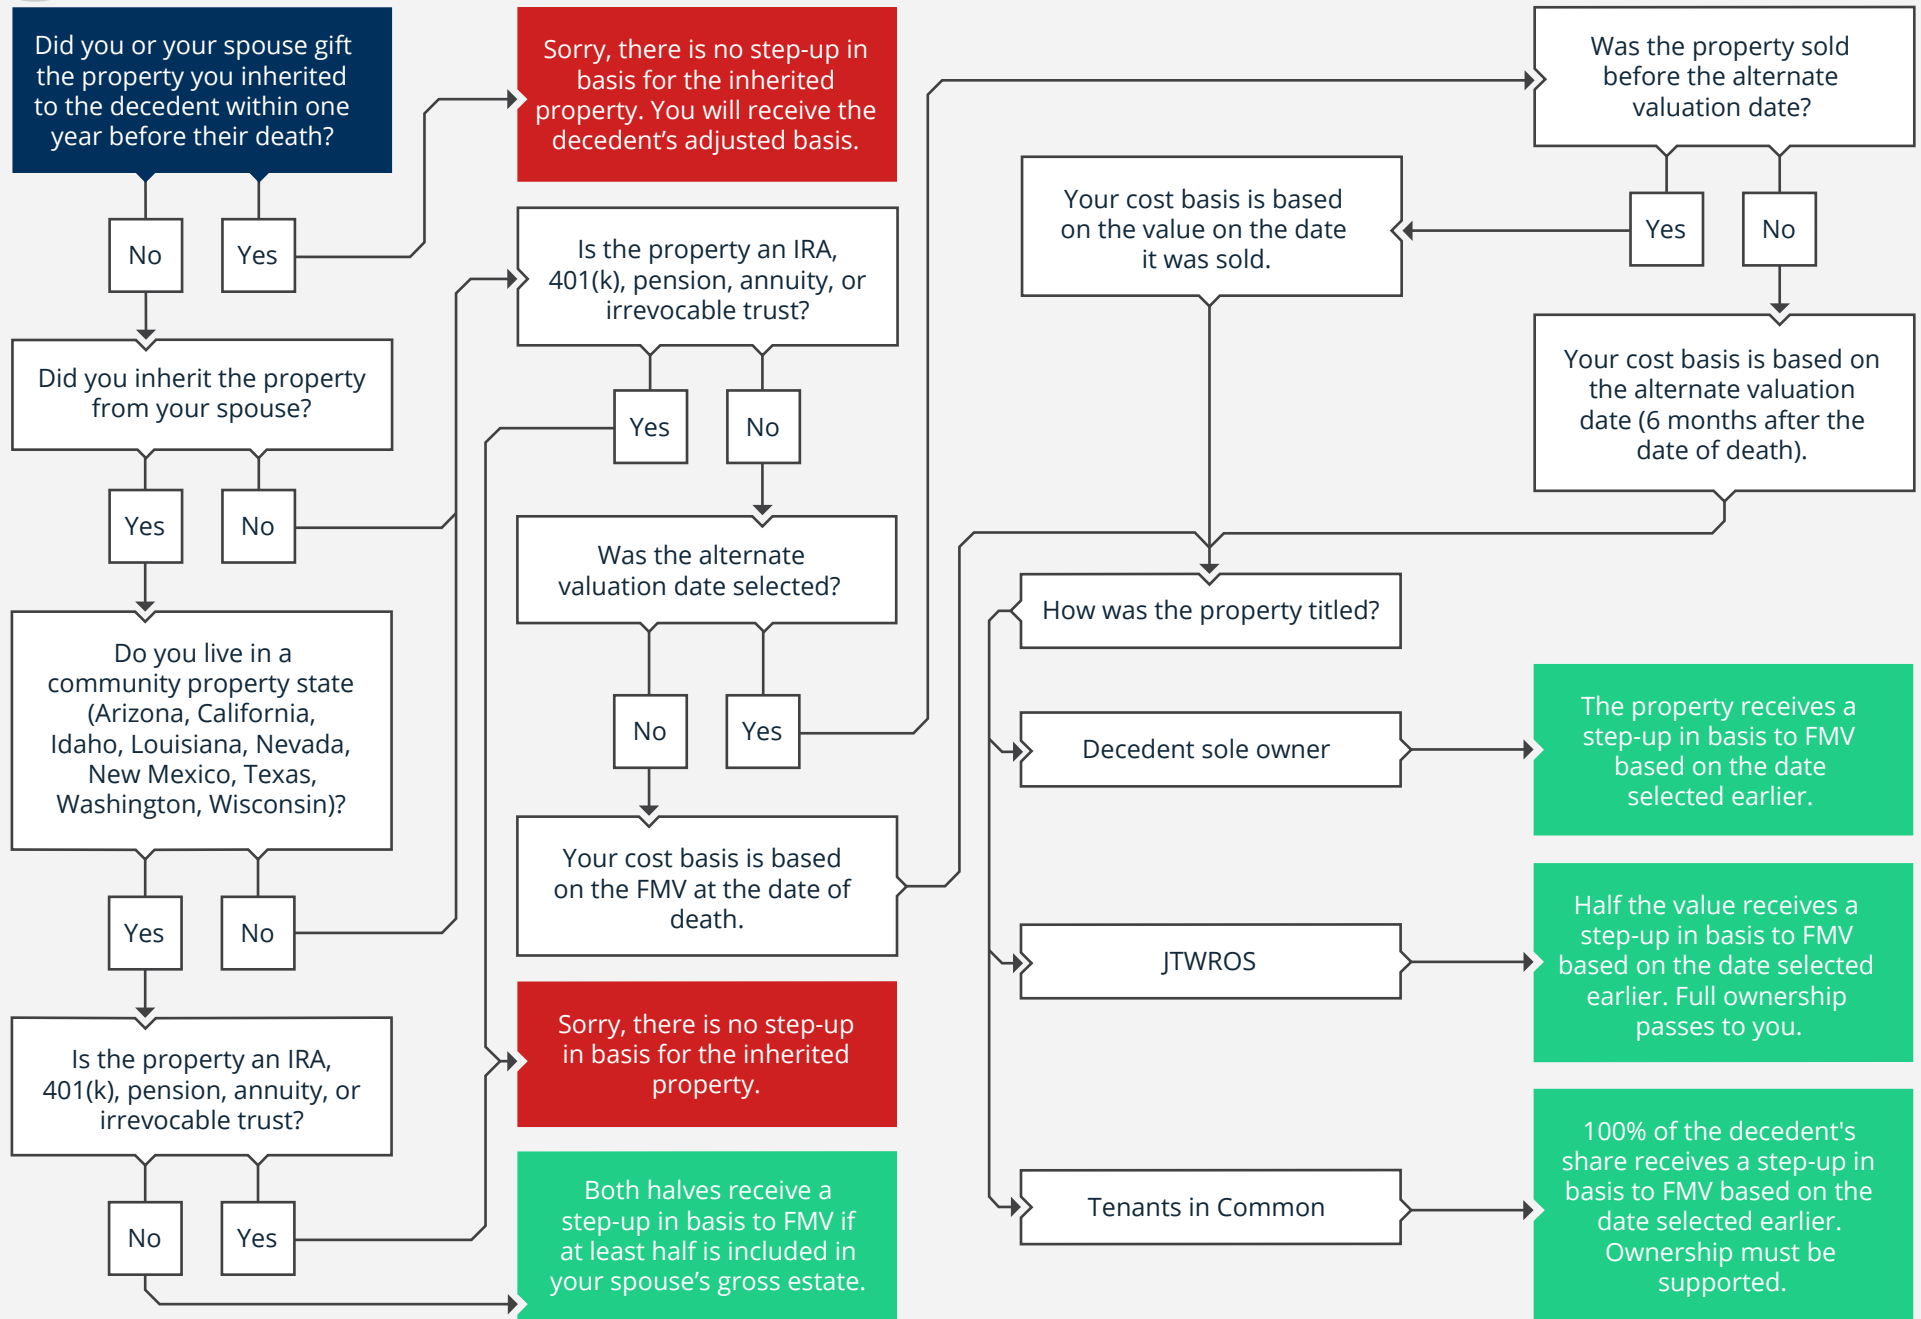 Did you or your spouse gift
the property you inherited
to the decedent within one
year before their death?
No
Yes
Did you inherit the property
from your spouse?
Yes
No
Do you live in a
community property state
(Arizona, California,
Idaho, Louisiana, Nevada,
New Mexico, Texas,
Washington, Wisconsin)?
Yes
No
Is the property an IRA,
401(k), pension, annuity, or
irrevocable trust?
No
Yes
Sorry, there is no step-up in
basis for the inherited
property. You will receive the
decedent’s adjusted basis.
Is the property an IRA,
401(k), pension, annuity, or
irrevocable trust?
Yes
No
Was the alternate
valuation date selected?
No
Yes
Your cost basis is based
on the FMV at the date of
death.
Sorry, there is no step-up
in basis for the inherited
property.
Both halves receive a
step-up in basis to FMV if
at least half is included in
your spouse’s gross estate.
Was the property sold
before the alternate
valuation date?
Yes
No
Your cost basis is based
on the value on the date
it was sold.
Your cost basis is based on
the alternate valuation
date (6 months after the
date of death).
How was the property titled?
Decedent sole owner
The property receives a
step-up in basis to FMV
based on the date
selected earlier.
JTWROS
Half the value receives a
step-up in basis to FMV
based on the date selected
earlier. Full ownership
passes to you.
Tenants in Common
100% of the decedent's
share receives a step-up in
basis to FMV based on the
date selected earlier.
Ownership must be
supported.